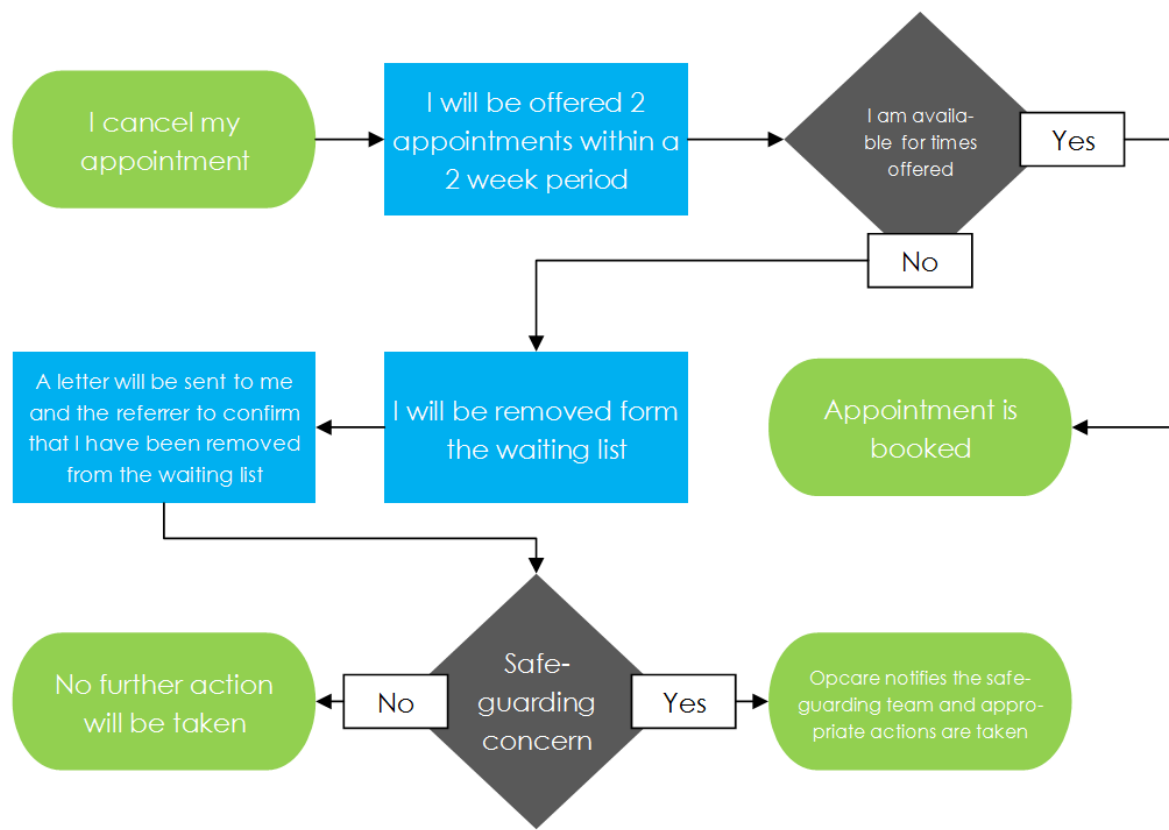 I cancel my
appointment
I will be offered 2
appointments within a
2 week period
I am availa-
ble for times
offered
Yes
No
A letter will be sent to me
and the referrer to confirm
that I have been removed
from the waiting list
I will be removed form
the waiting list
Appointment is
booked
No further action
will be taken
No
Safe-
guarding
concern
Yes
Opcare notifies the safe-
guarding team and appro-
priate actions are taken